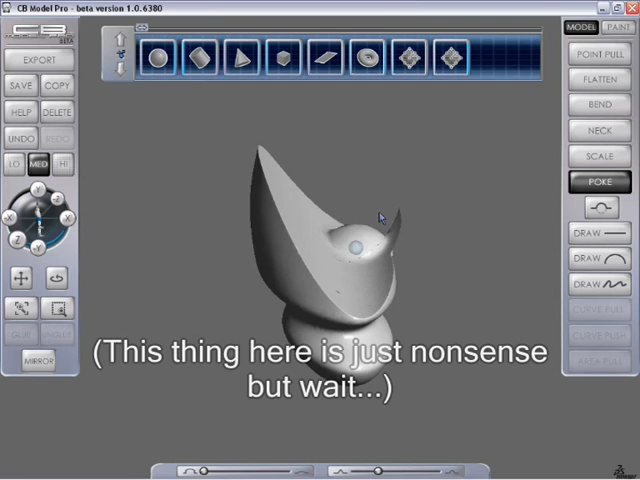 CB Model Pro - beta version 1.0.6380
CB
BETA
EXPORT
SAVE COPY
HELP DELETE
UNDO REDO
LO MED HI
Y
Z
X X
Z Y
MIRROR
MODEL PAINT
POINT PULL
FLATTEN
BEND
NECK
SCALE
POKE
DRAW
DRAW
DRAW
CURVE PULL
CURVE PUSH
AREA PULL
(This thing here is just nonsense
but wait...)